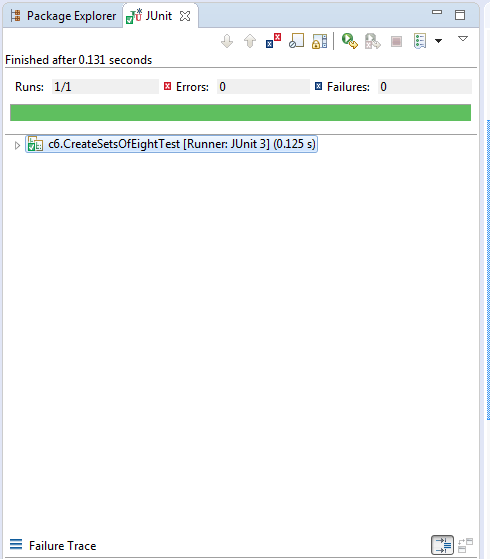 Package Explorer JUnit
Finished after 0.131 seconds
Runs: 1/1 Errors: 0 Failures: 0
c6.CreateSetsOfEightTest [Runner: JUnit 3] (0.125 s)
Failure Trace